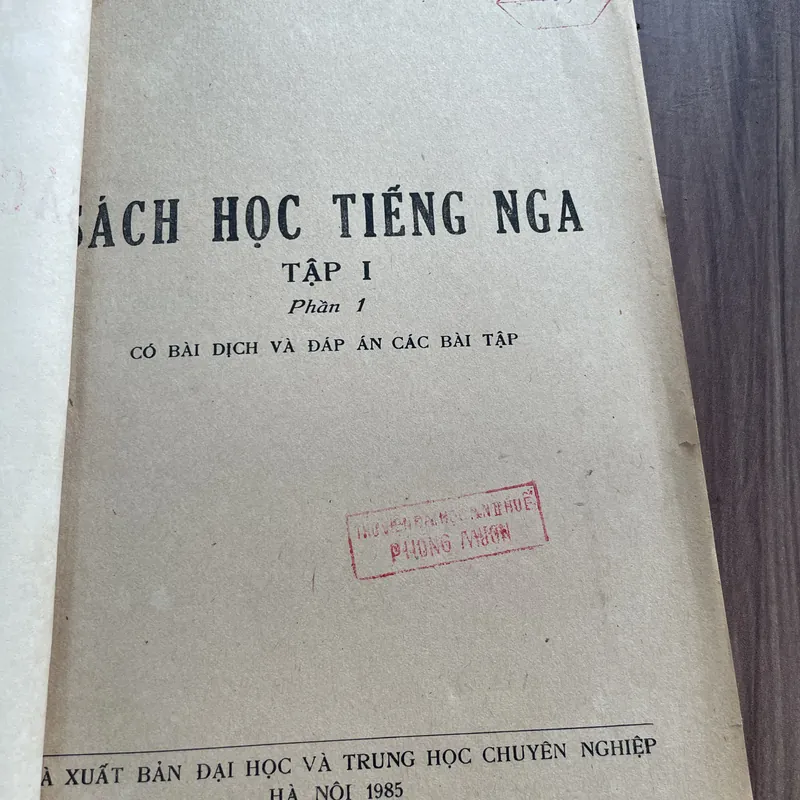 SÁCH HỌC TIẾNG NGA
TẬP I
Phần 1
CÓ BÀI DỊCH VÀ ĐÁP ÁN CÁC BÀI TẬP
HUẾ
PHÒNG MƯỢN
À XUẤT BẢN ĐẠI HỌC VÀ TRUNG HỌC CHUYÊN NGHIỆP
HÀ NỘI 1985